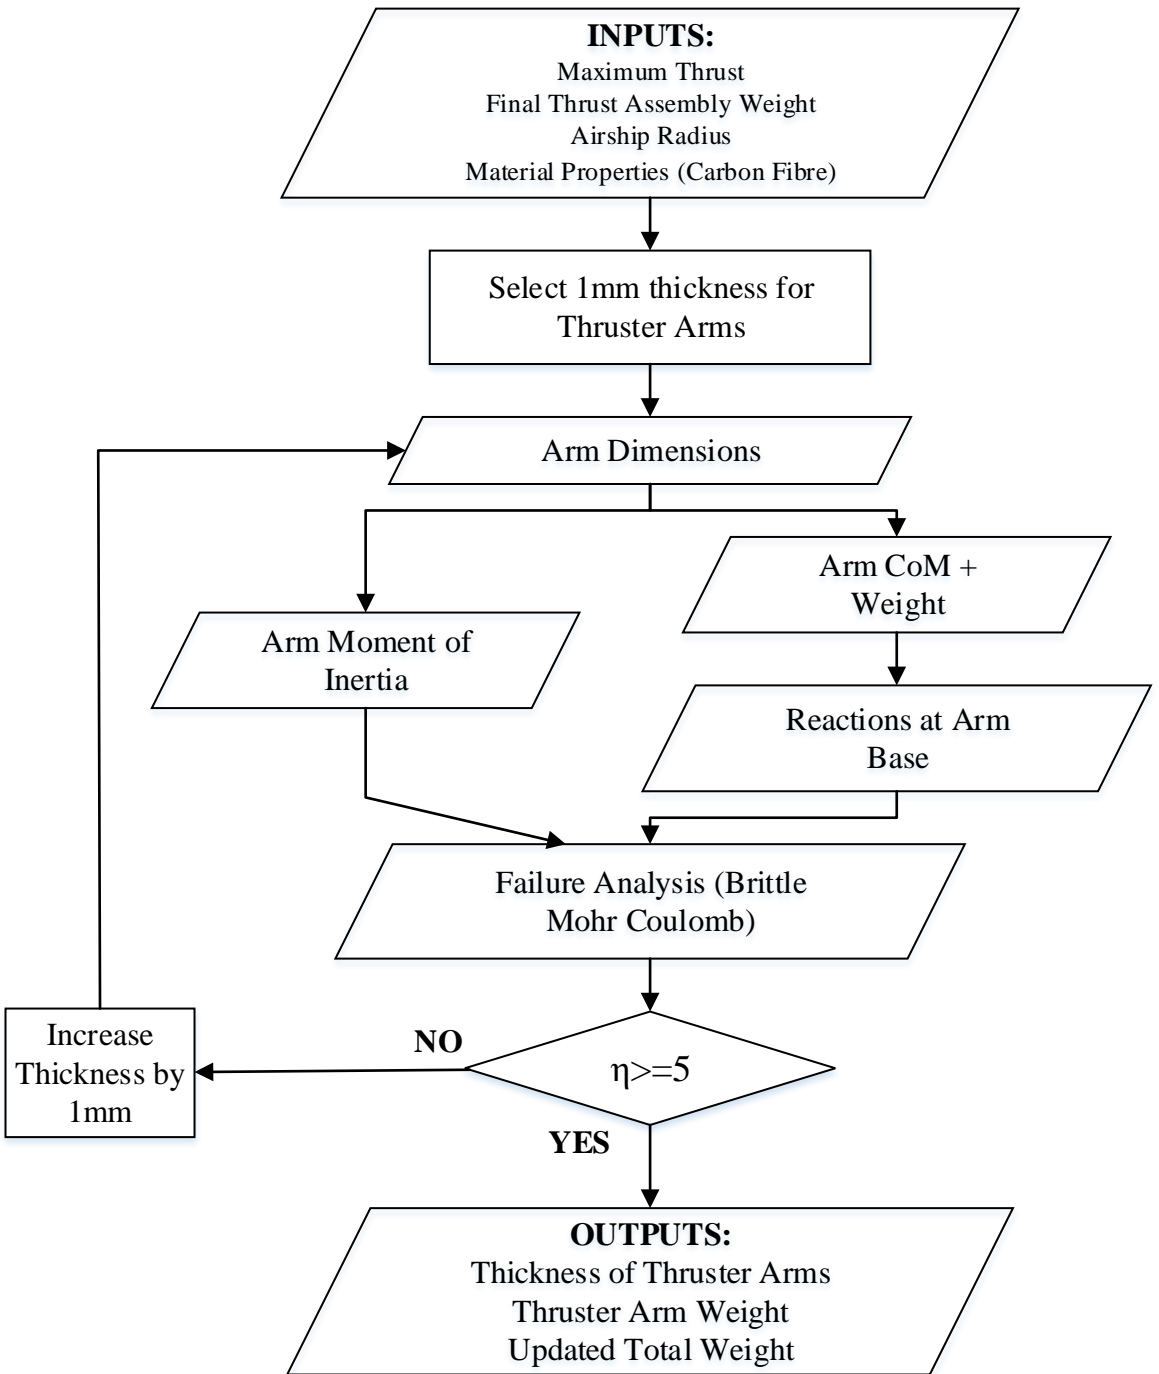 INPUTS:
Maximum Thrust
Final Thrust Assembly Weight
Airship Radius
Material Properties (Carbon Fibre)
Select 1mm thickness for
Thruster Arms
Arm Dimensions
Arm CoM +
Weight
Arm Moment of
Inertia
Reactions at Arm
Base
Failure Analysis (Brittle
Mohr Coulomb)
η>=5
NO
Increase
Thickness by
1mm
YES
OUTPUTS:
Thickness of Thruster Arms
Thruster Arm Weight
Updated Total Weight